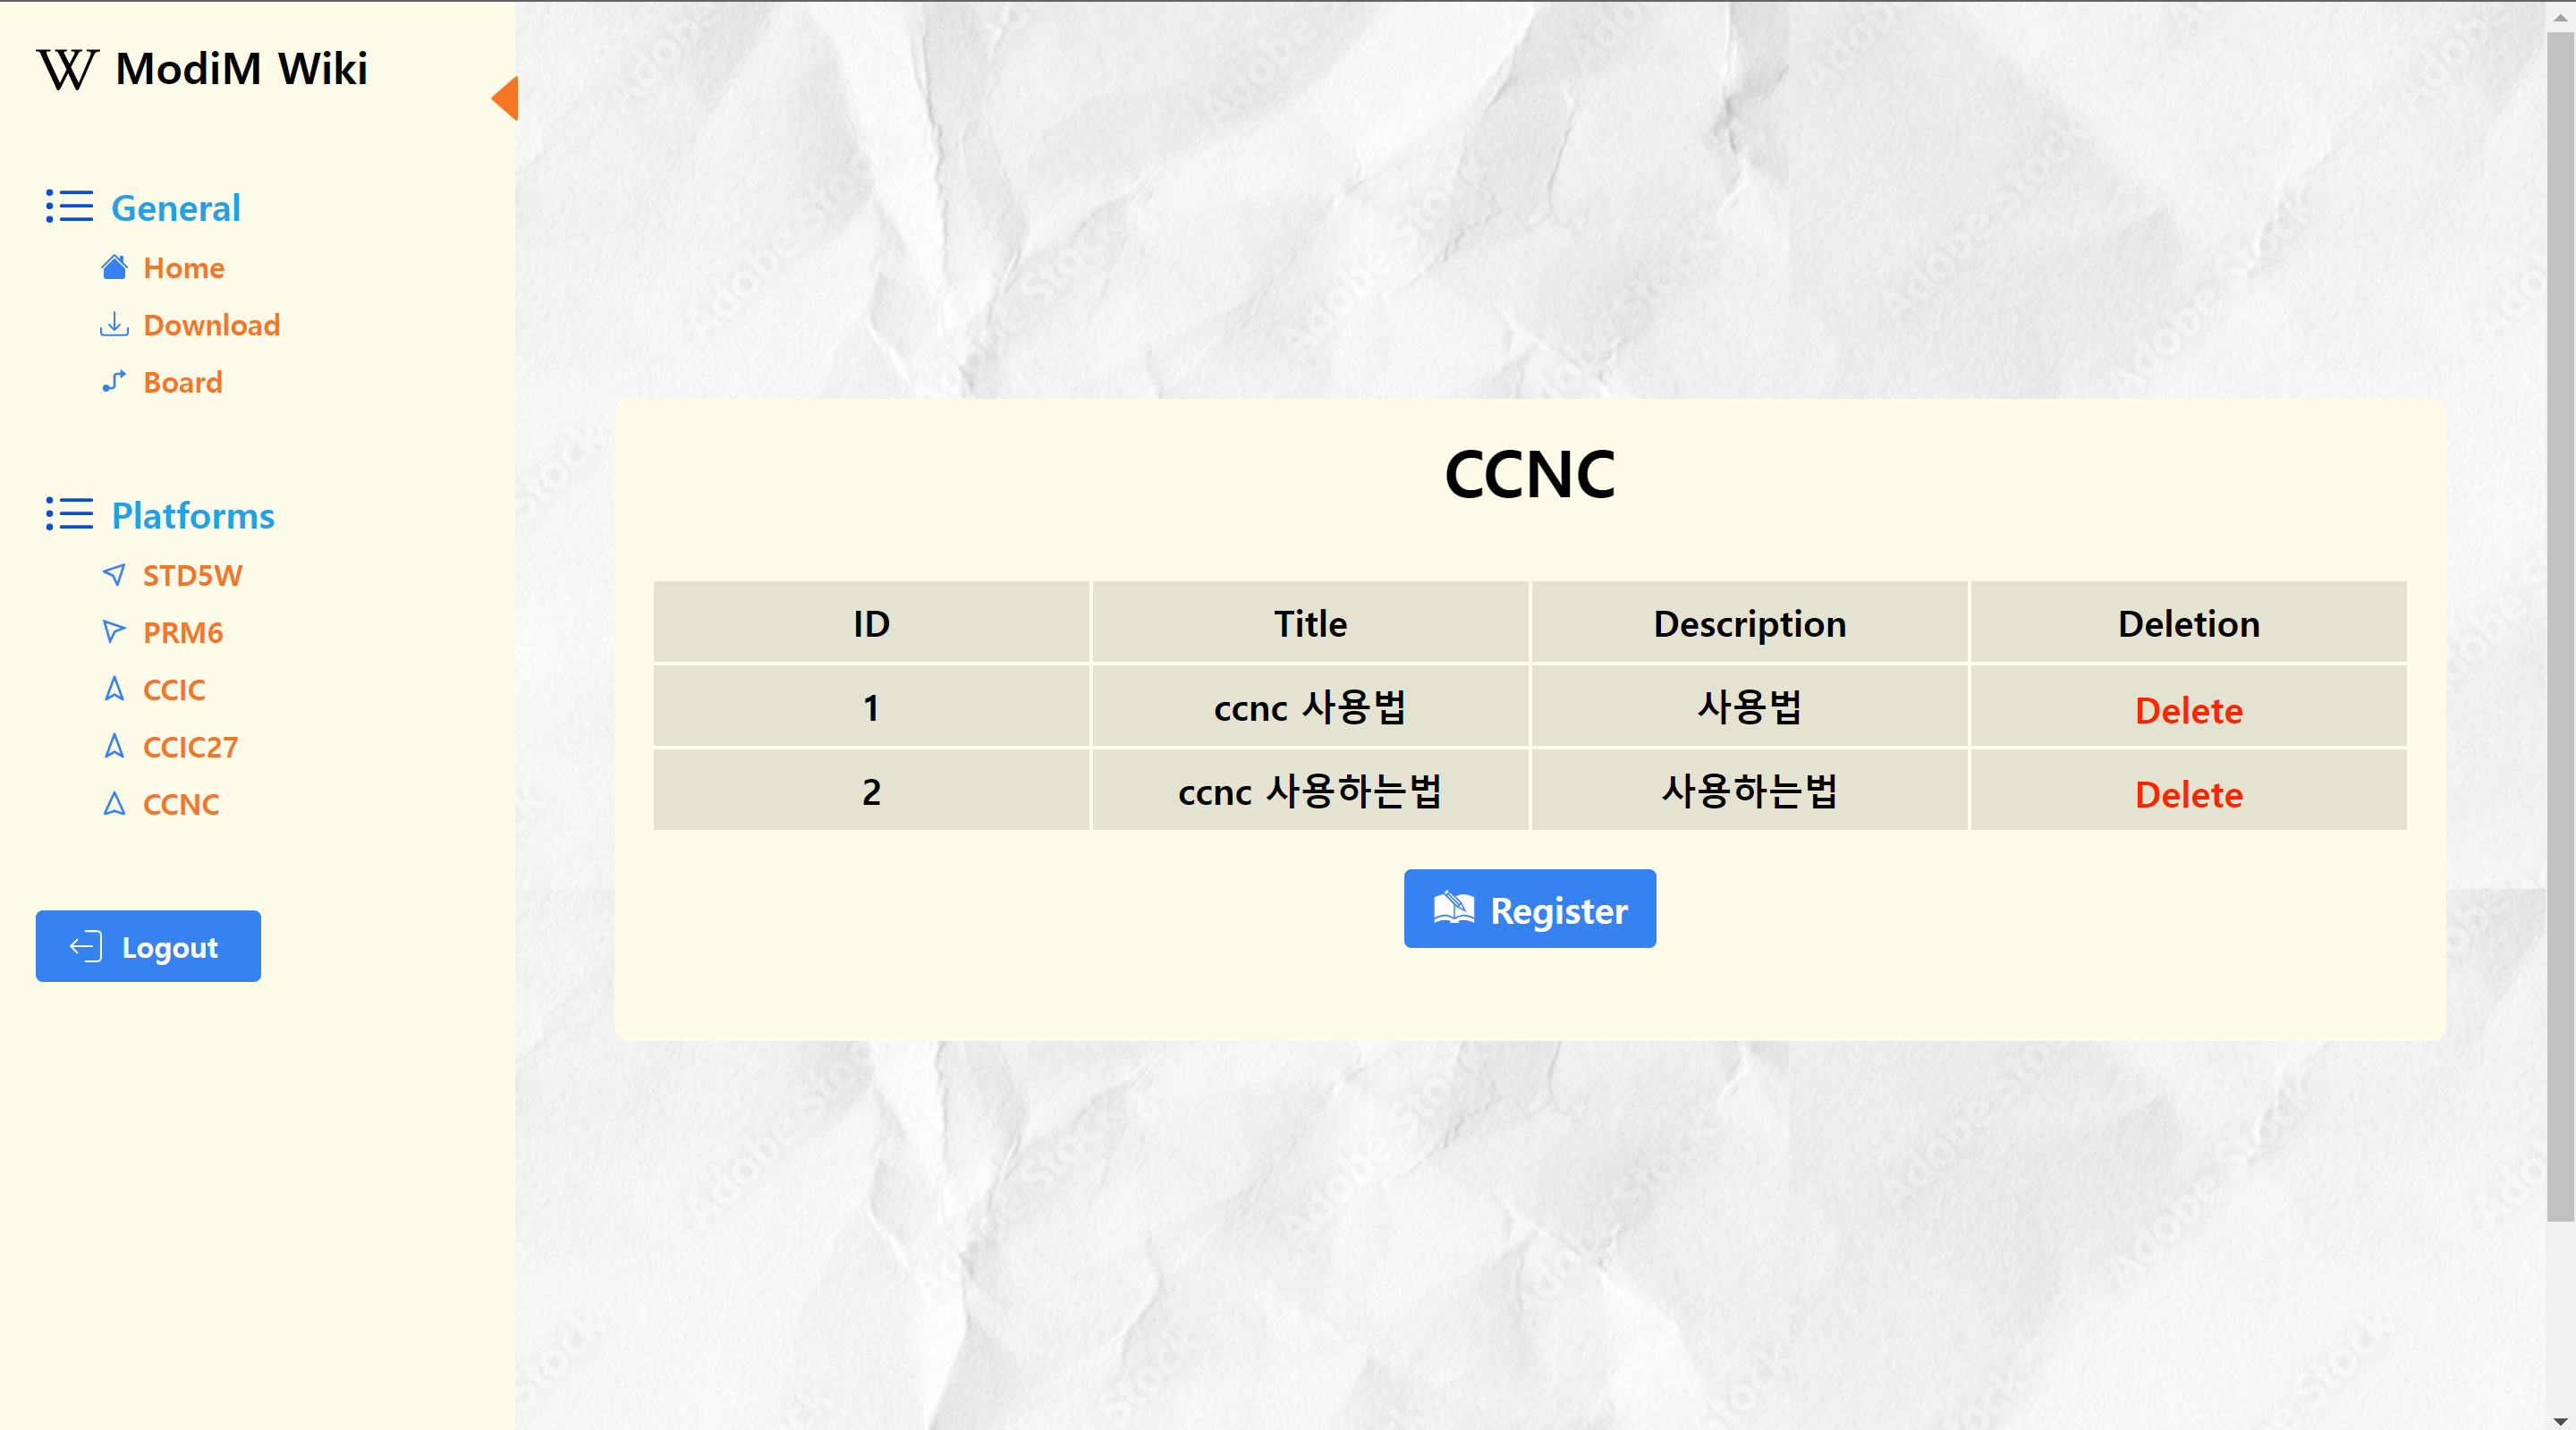 ModiM Wiki
General
Home
Download
Board
Platforms
STD5W
PRM6
CCIC
CCIC27
CCNC
Logout
CCNC
ID Title Description Deletion
1 ccnc 사용법 사용법 Delete
2 ccnc 사용하는법 사용하는법 Delete
Register
Adobe Stock